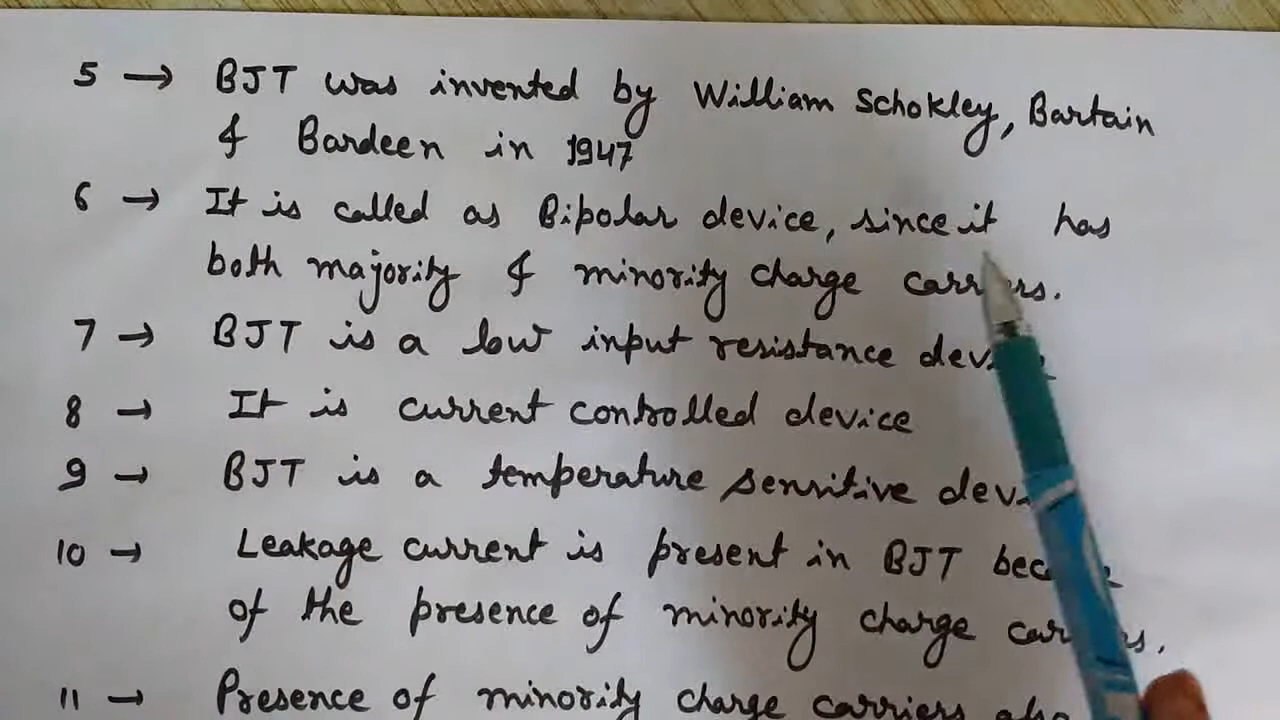 5 → BJT was invented by William Schokley, Bartain
& Bardeen in 1947
6 → It is called as Bipolar device, since it has
both majority & minority charge carriers.
7 → BJT is a low input resistance
8 → It is current controlled device
9 → BJT is a temperature sensitive
10 → Leakage current is present in BJT
of the presence of minority charge
11 → Presence of minority charge carriers also